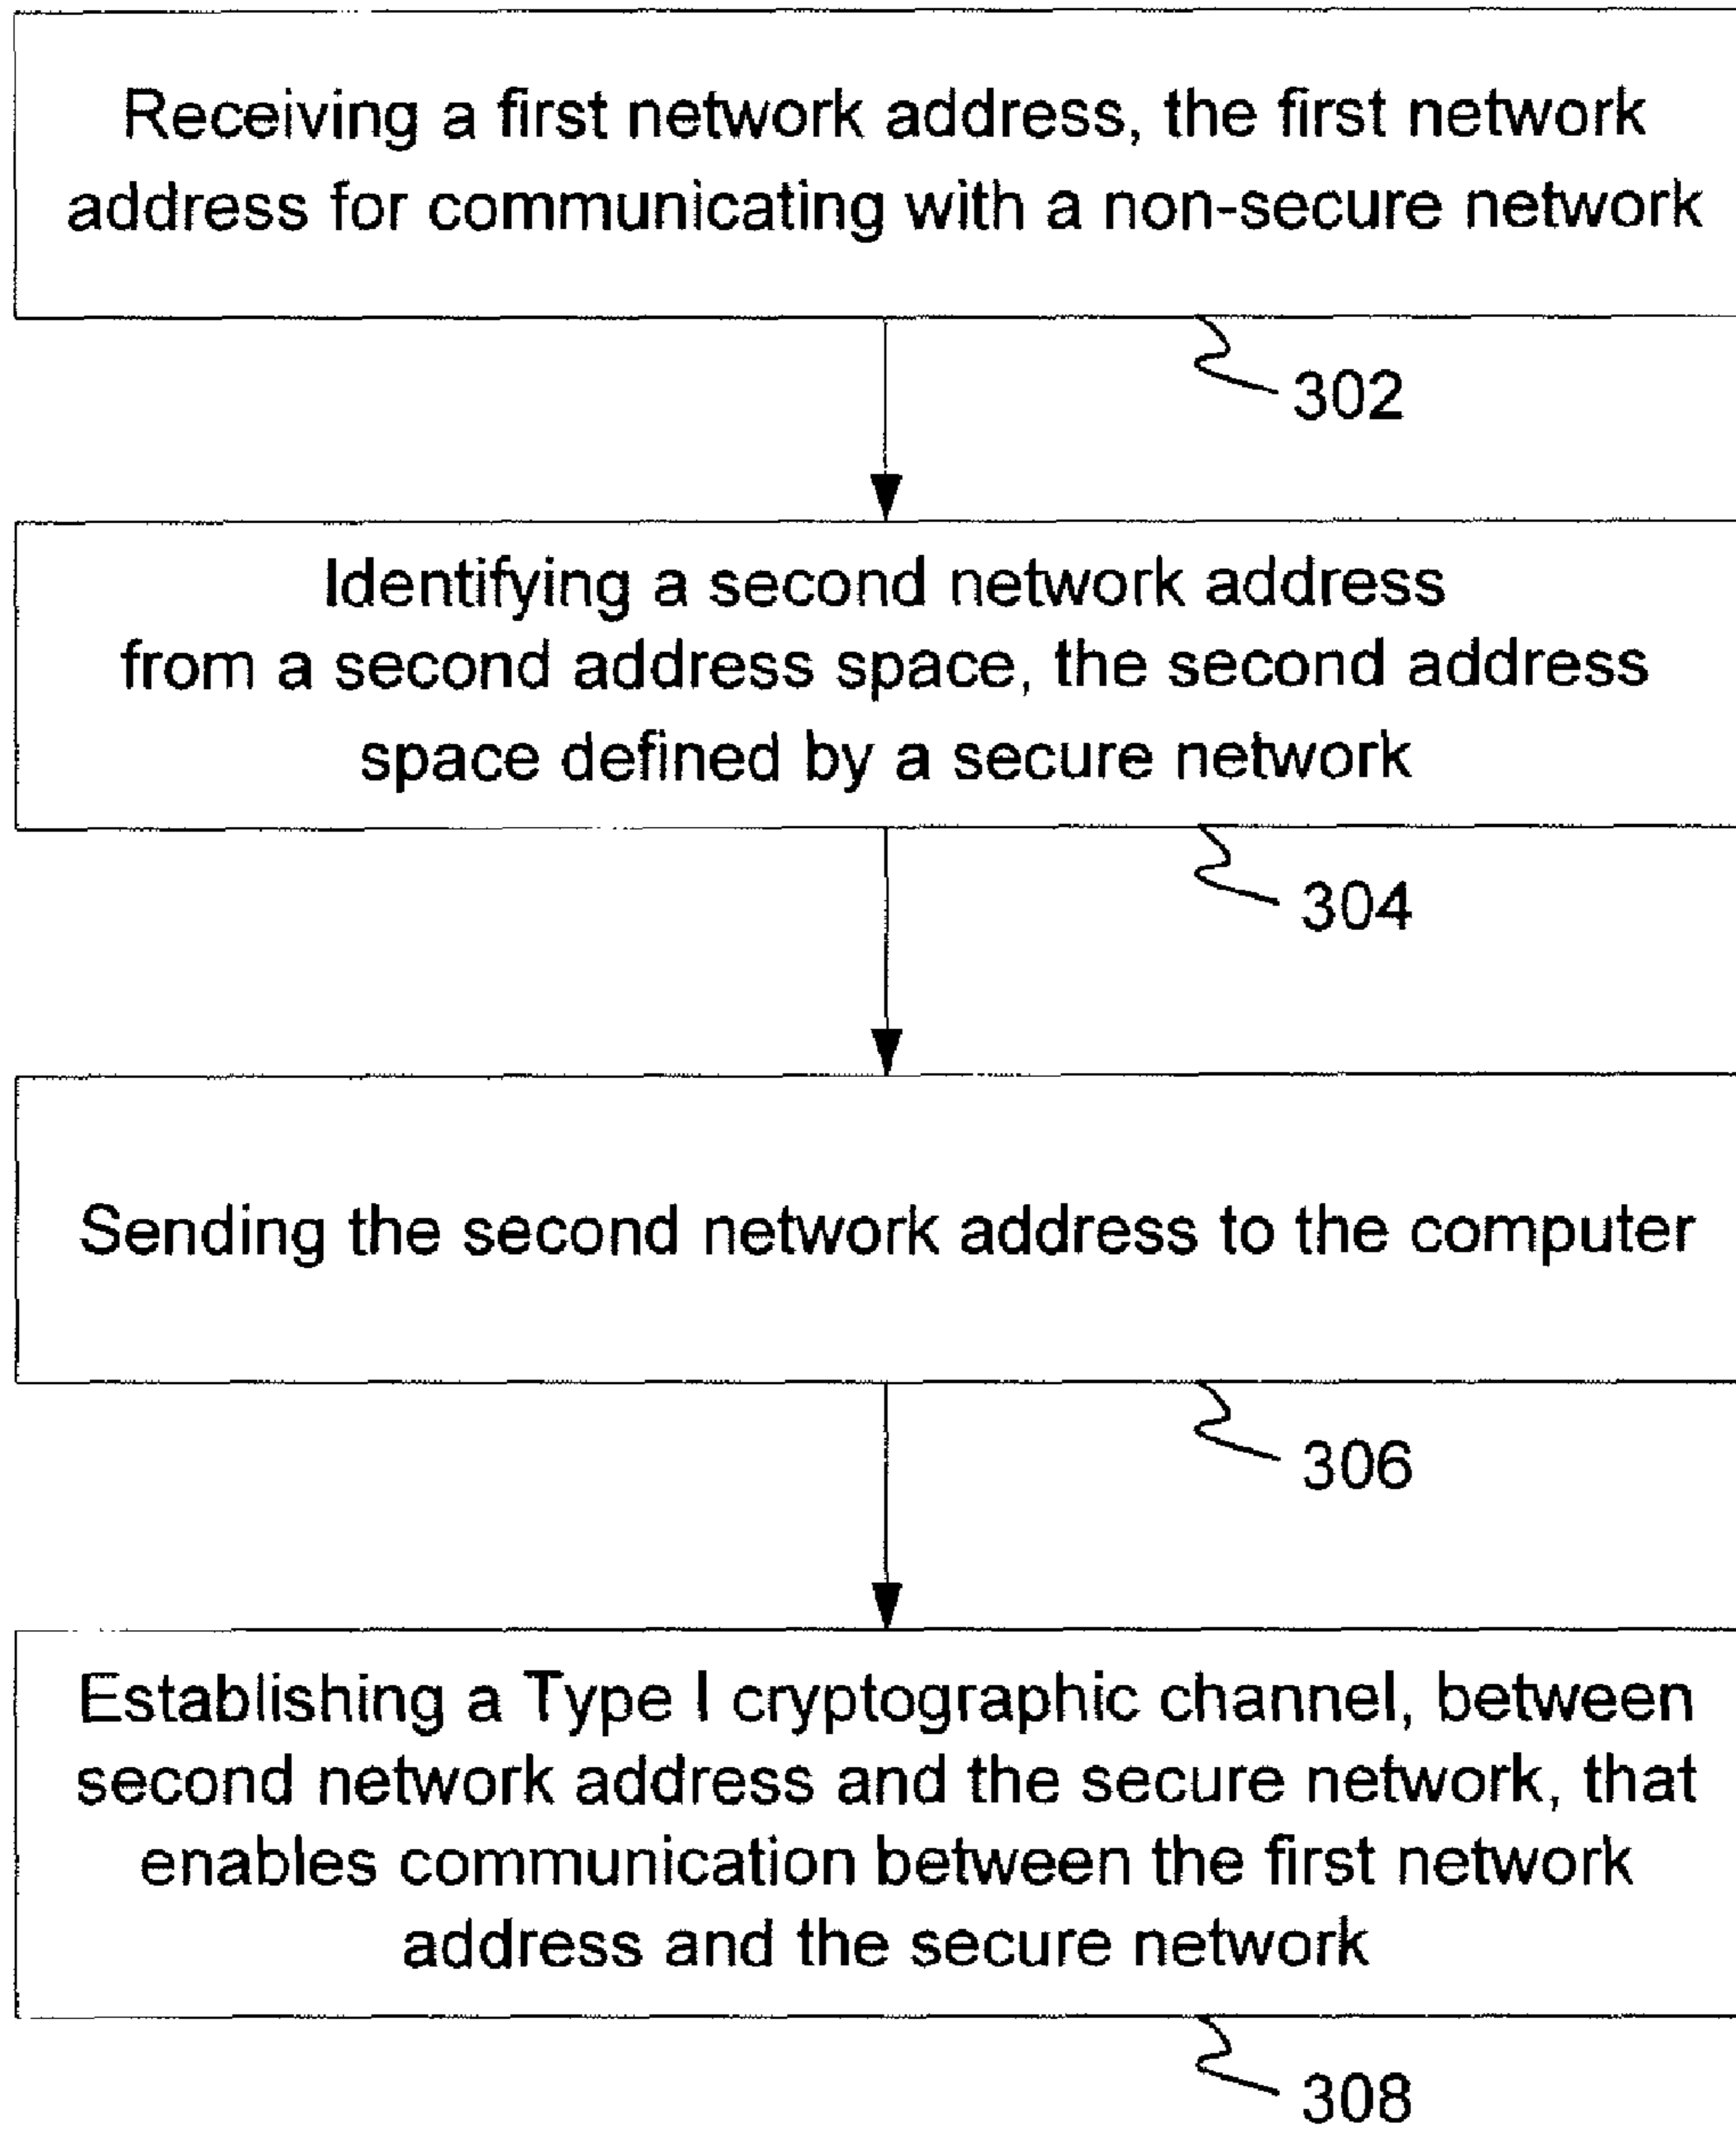 Receiving a first network address, the first network
address for communicating with a non-secure network
302
Identifying a second network address
from a second address space, the second address
space defined by a secure network
304
Sending the second network address to the computer
306
Establishing a Type I cryptographic channel, between
second network address and the secure network, that
enables communication between the first network
address and the secure network
308